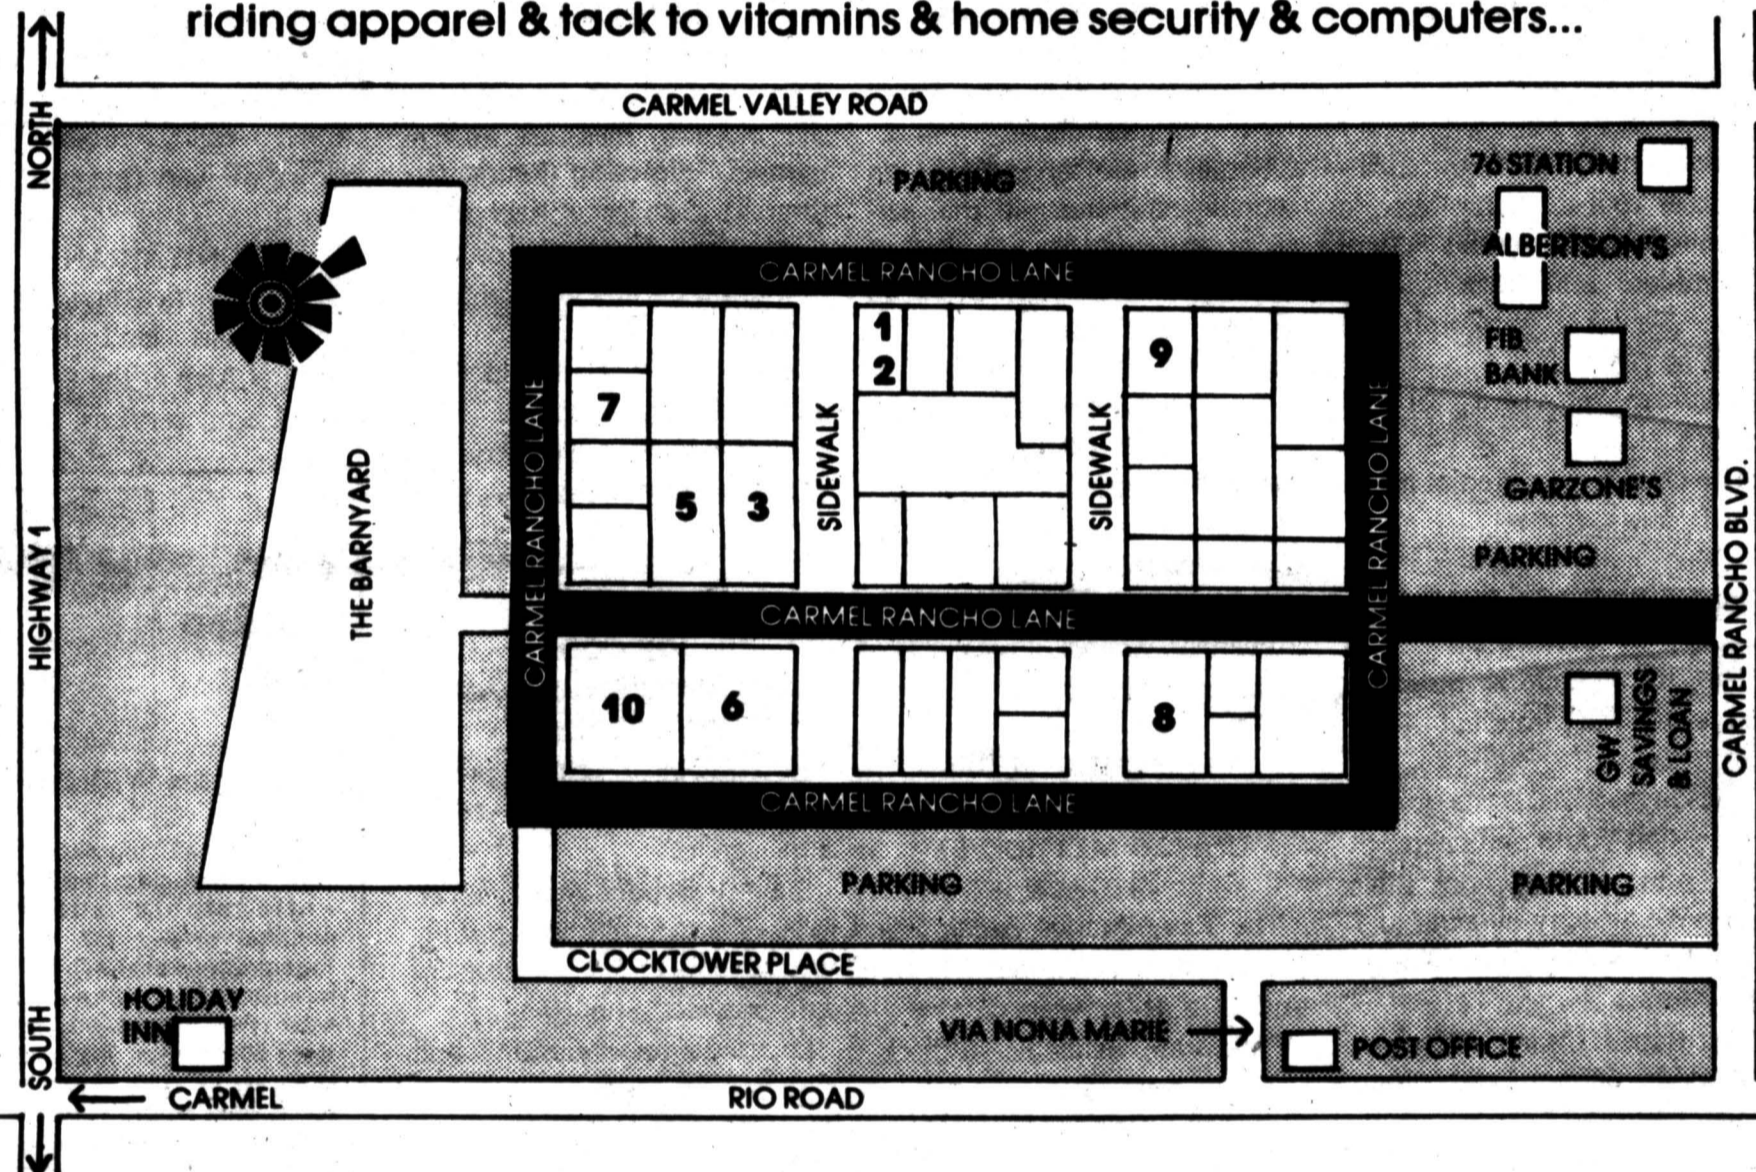 riding apparel & tack to vitamins & home security & computers...
CARMEL VALLEY ROAD
NORTH
HIGHWAY 1
SOUTH
PARKING
76 STATION
ALBERTSON'S
FIB
BANK
GARZONE'S
PARKING
CARMEL RANCHO BLVD.
THE BARNYARD
CARMEL RANCHO LANE
CARMEL RANCHO LANE
CARMEL RANCHO LANE
1
2
9
7
5
3
SIDEWALK
SIDEWALK
CARMEL RANCHO LANE
10
6
8
GW
SAVINGS
& LOAN
CARMEL RANCHO LANE
PARKING
PARKING
CLOCKTOWER PLACE
HOLIDAY
INN
VIA NONA MARIE
POST OFFICE
CARMEL
RIO ROAD